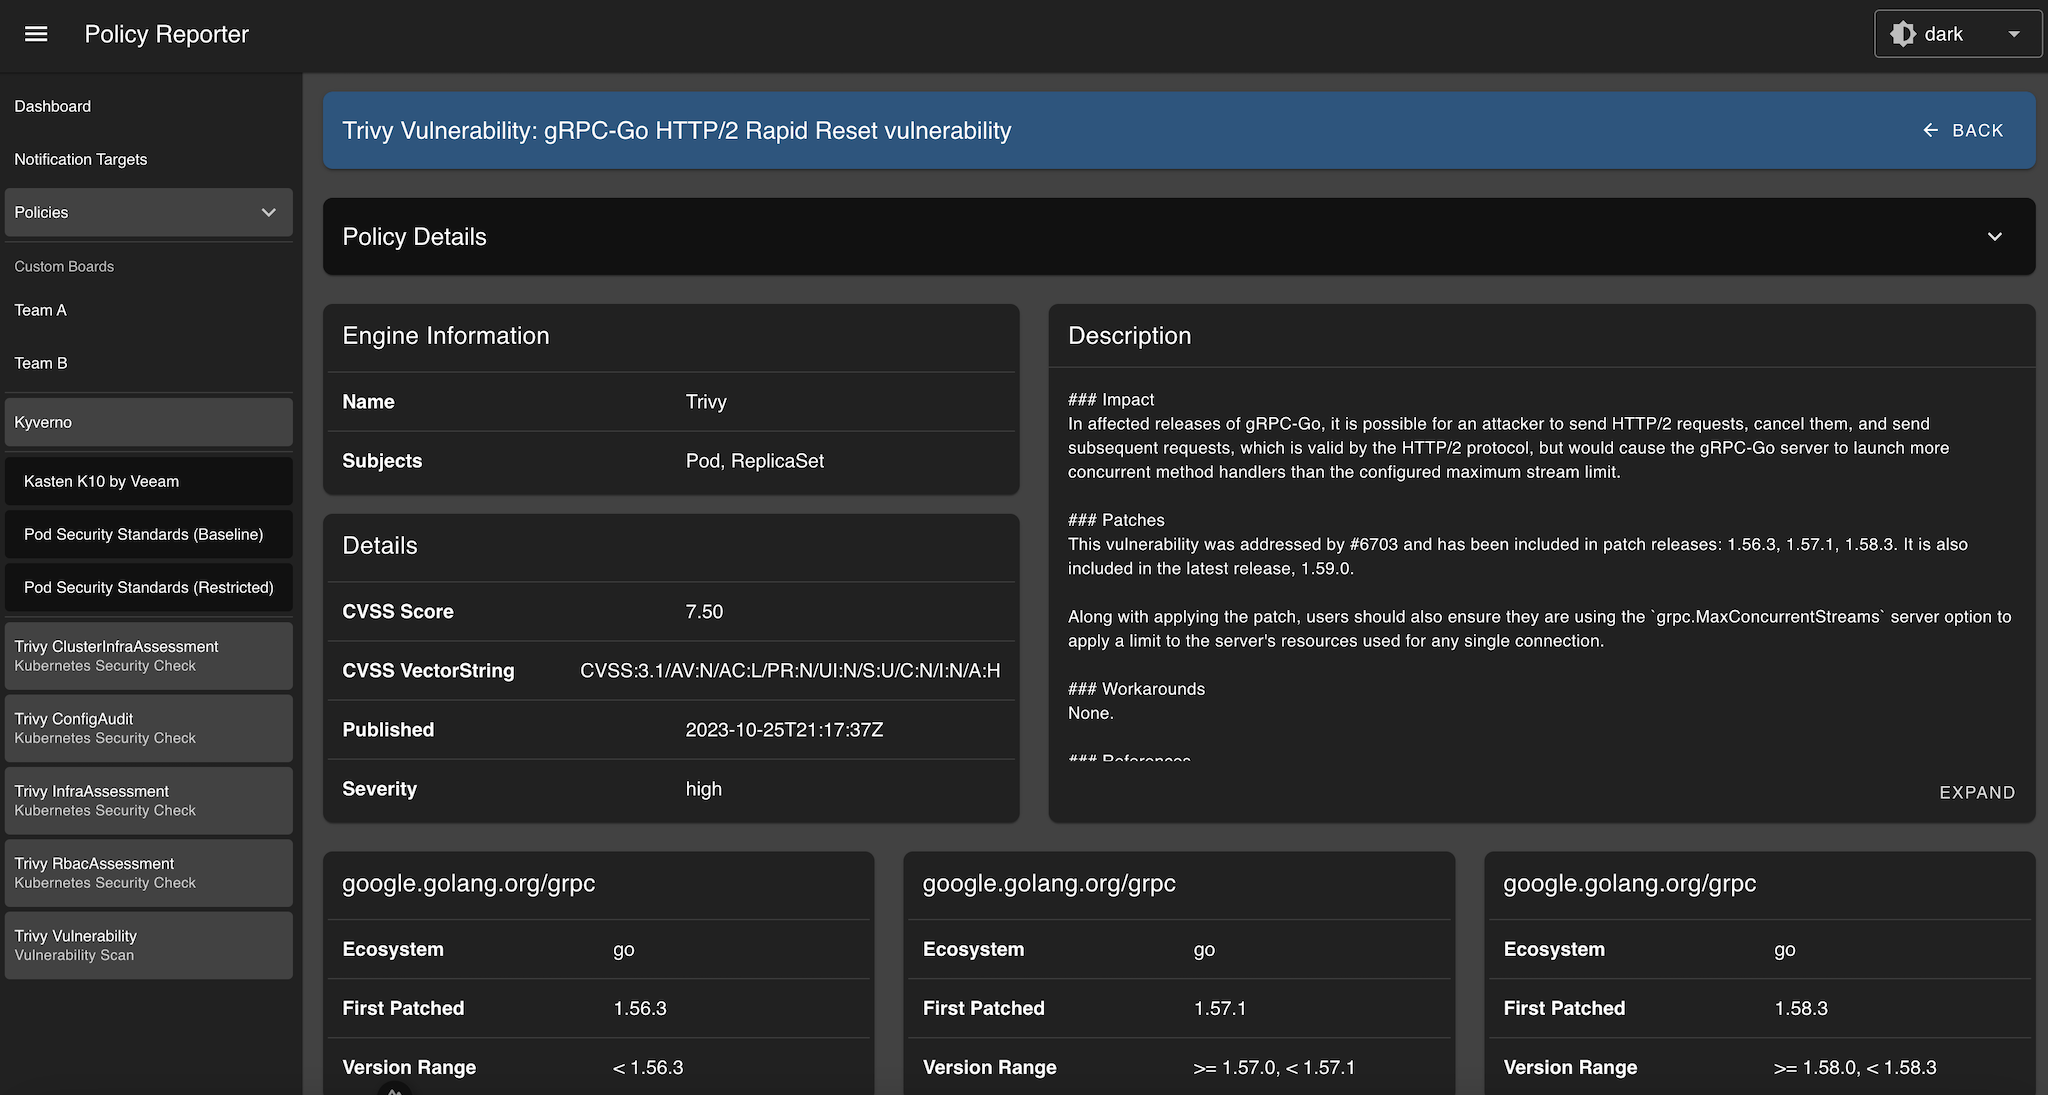 Policy Reporter
dark
Dashboard
Notification Targets
Policies
Custom Boards
Team A
Team B
Kyverno
Kasten K10 by Veeam
Pod Security Standards (Baseline)
Pod Security Standards (Restricted)
Trivy ClusterInfraAssessment
Kubernetes Security Check
Trivy ConfigAudit
Kubernetes Security Check
Trivy InfraAssessment
Kubernetes Security Check
Trivy RbacAssessment
Kubernetes Security Check
Trivy Vulnerability
Vulnerability Scan
Trivy Vulnerability: gRPC-Go HTTP/2 Rapid Reset vulnerability
BACK
Policy Details
Engine Information
Name Trivy
Subjects Pod, ReplicaSet
Details
CVSS Score 7.50
CVSS VectorString CVSS:3.1/AV:N/AC:L/PR:N/UI:N/S:U/C:N/I:N/A:H
Published 2023-10-25T21:17:37Z
Severity high
Description
### Impact
In affected releases of gRPC-Go, it is possible for an attacker to send HTTP/2 requests, cancel them, and send
subsequent requests, which is valid by the HTTP/2 protocol, but would cause the gRPC-Go server to launch more
concurrent method handlers than the configured maximum stream limit.
### Patches
This vulnerability was addressed by #6703 and has been included in patch releases: 1.56.3, 1.57.1, 1.58.3. It is also
included in the latest release, 1.59.0.
Along with applying the patch, users should also ensure they are using the `grpc.MaxConcurrentStreams` server option to
apply a limit to the server's resources used for any single connection.
### Workarounds
None.
### References
EXPAND
google.golang.org/grpc
Ecosystem go
First Patched 1.56.3
Version Range < 1.56.3
google.golang.org/grpc
Ecosystem go
First Patched 1.57.1
Version Range >= 1.57.0, < 1.57.1
google.golang.org/grpc
Ecosystem go
First Patched 1.58.3
Version Range >= 1.58.0, < 1.58.3